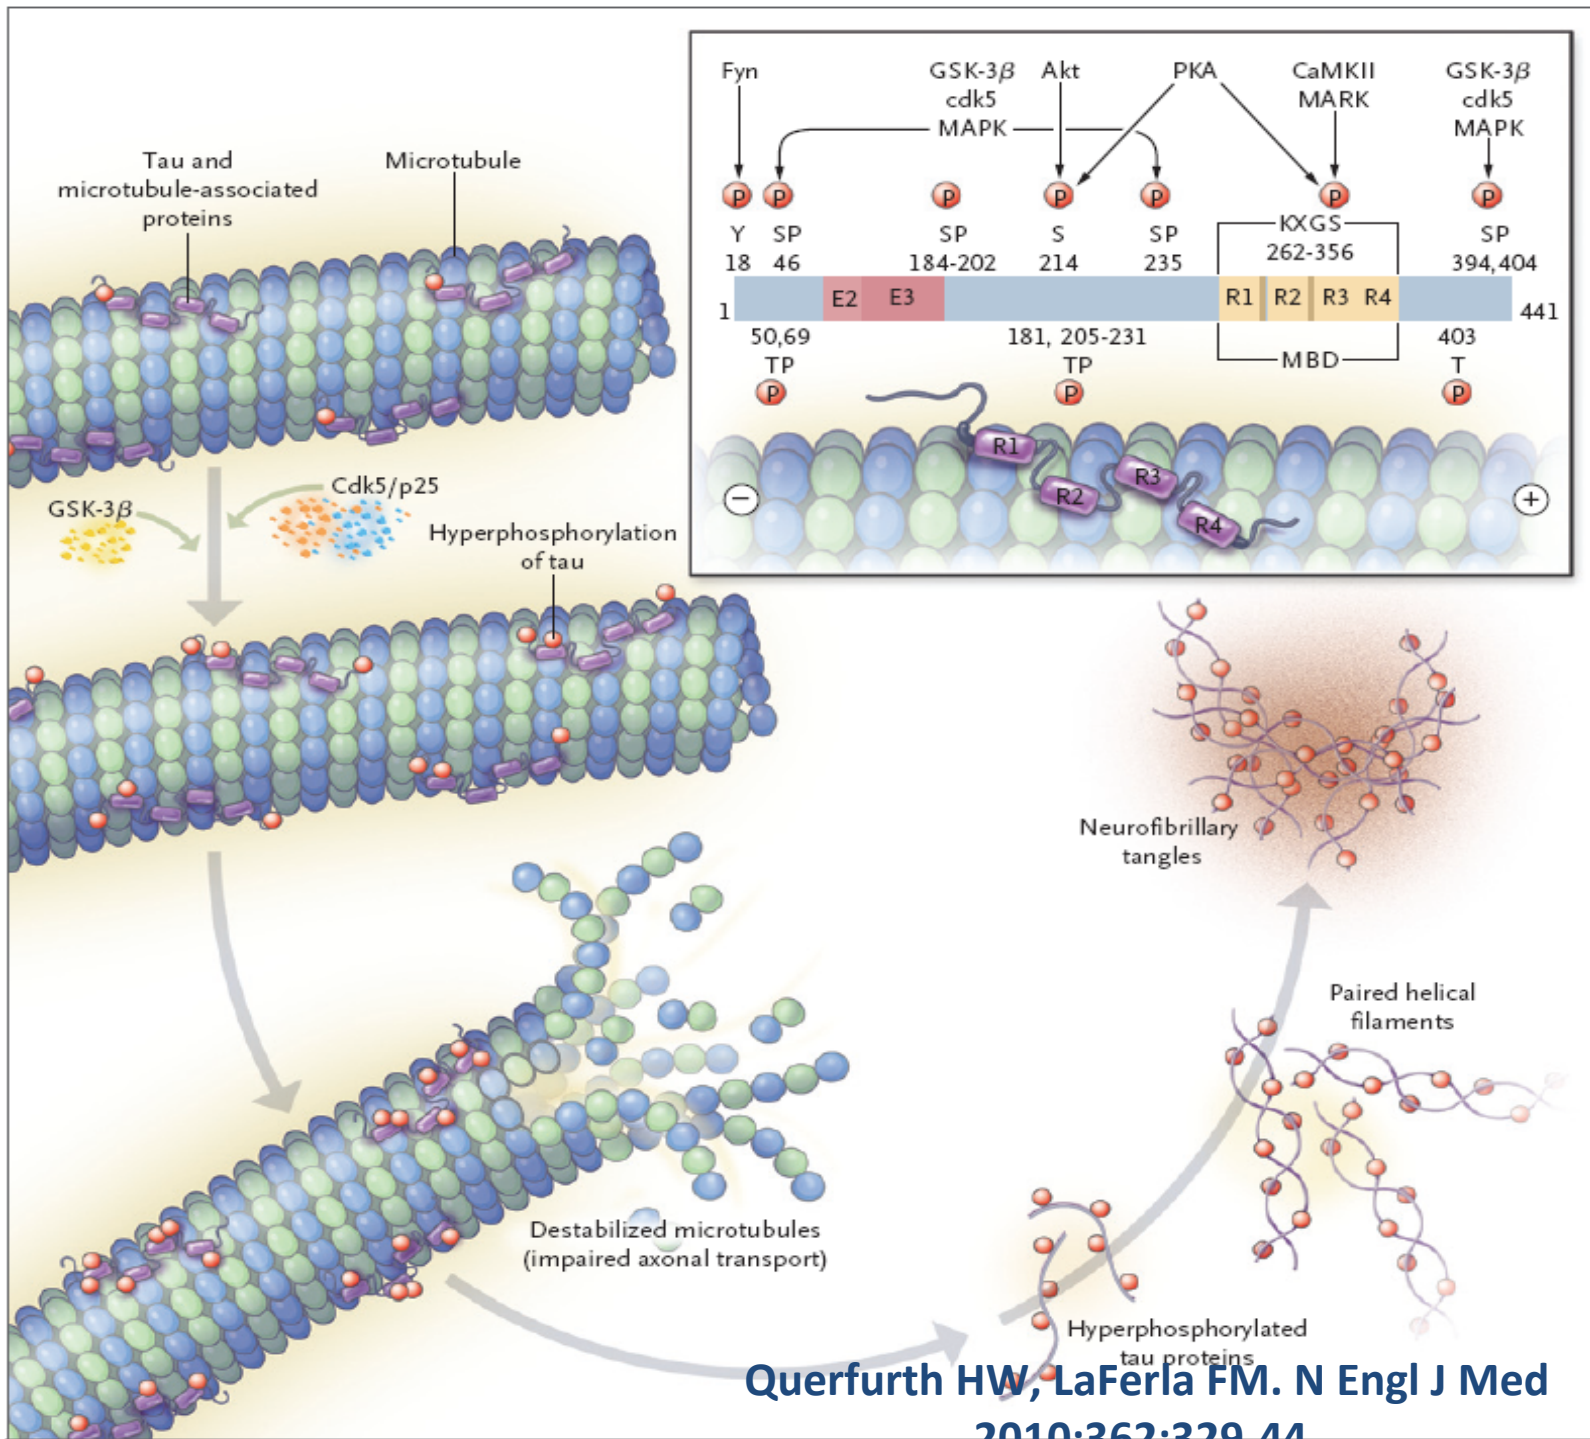 Fyn
GSK-3β
cdk5
MAPK
Akt
PKA
CaMKII
MARK
GSK-3β
cdk5
MAPK
P P P P P P P
Y SP SP S SP KXGS SP
18 46 184-202 214 235 262-356 394,404
1 E2 E3 R1 R2 R3 R4 441
50,69 181, 205-231 MBD 403
TP TP T
P P P
R1
R2
R3
R4
− +
Tau and
microtubule-associated
proteins
Microtubule
GSK-3β
Cdk5/p25
Hyperphosphorylation
of tau
Destabilized microtubules
(impaired axonal transport)
Hyperphosphorylated
tau proteins
Paired helical
filaments
Neurofibrillary
tangles
Querfurth HW, LaFerla FM. N Engl J Med
2010;362:329-44